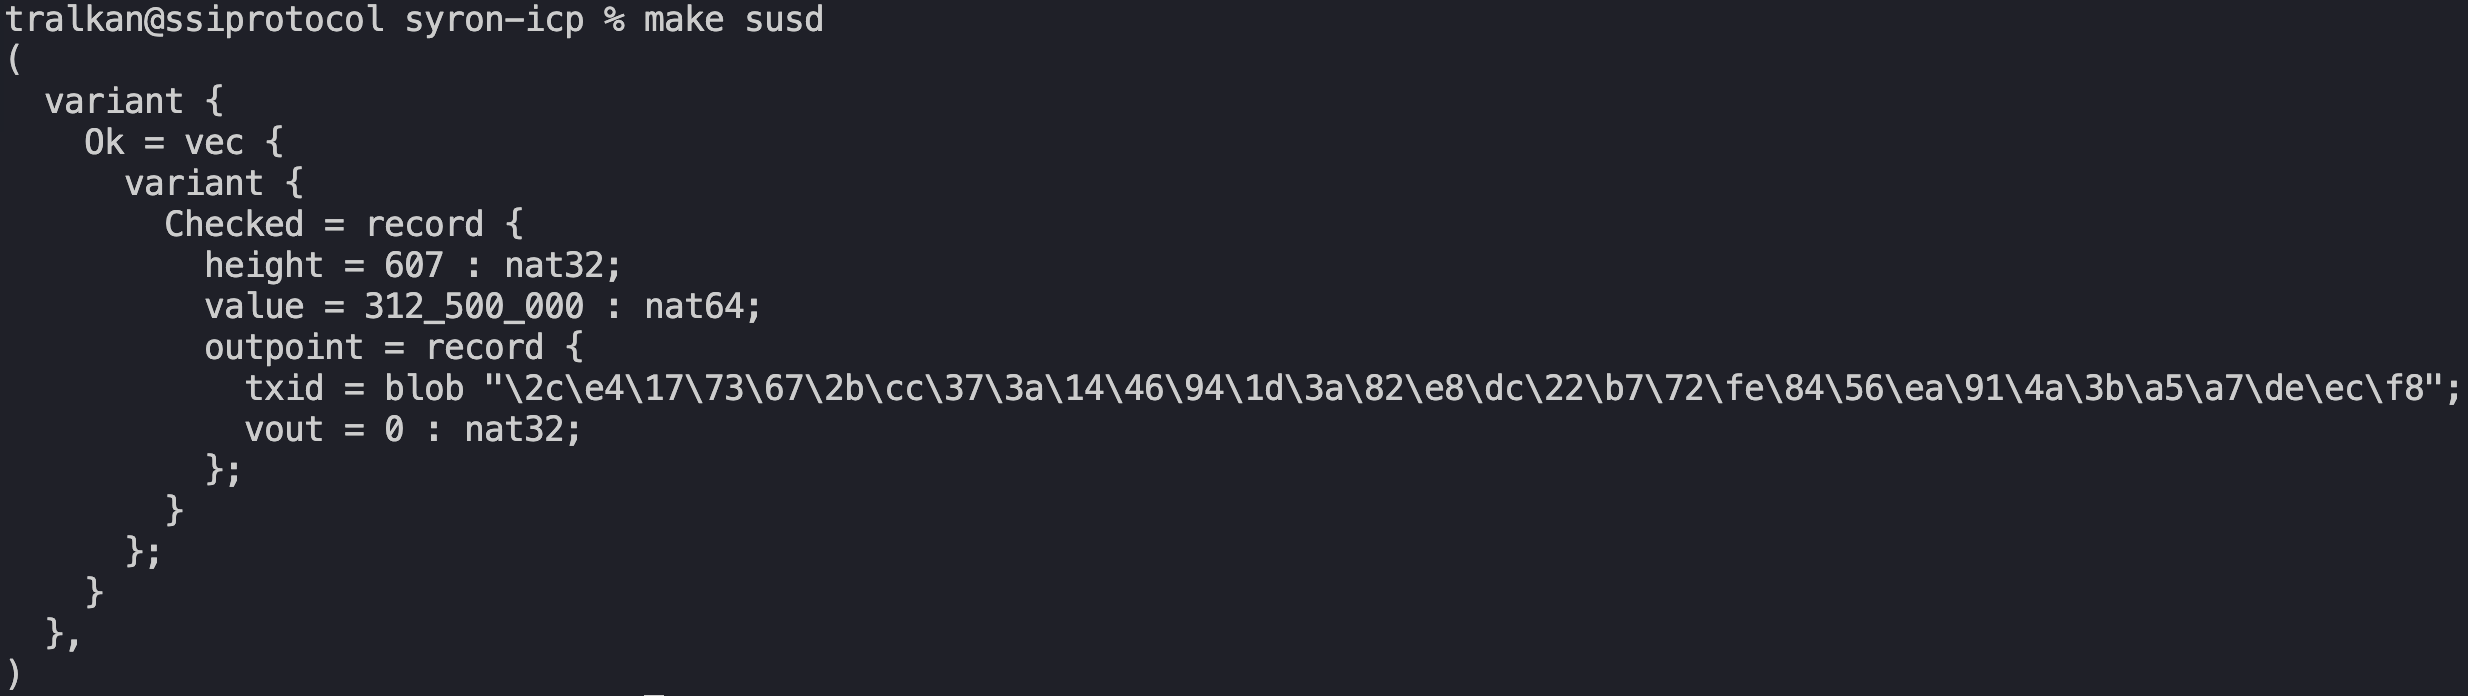 tralkan@ssiprotocol syron-icp % make susd
(
  variant {
    Ok = vec {
      variant {
        Checked = record {
          height = 607 : nat32;
          value = 312_500_000 : nat64;
          outpoint = record {
            txid = blob "\2c\e4\17\73\67\2b\cc\37\3a\14\46\94\1d\3a\82\e8\dc\22\b7\72\fe\84\56\ea\91\4a\3b\a5\a7\de\ec\f8";
            vout = 0 : nat32;
          };
        }
      };
    }
  },
)